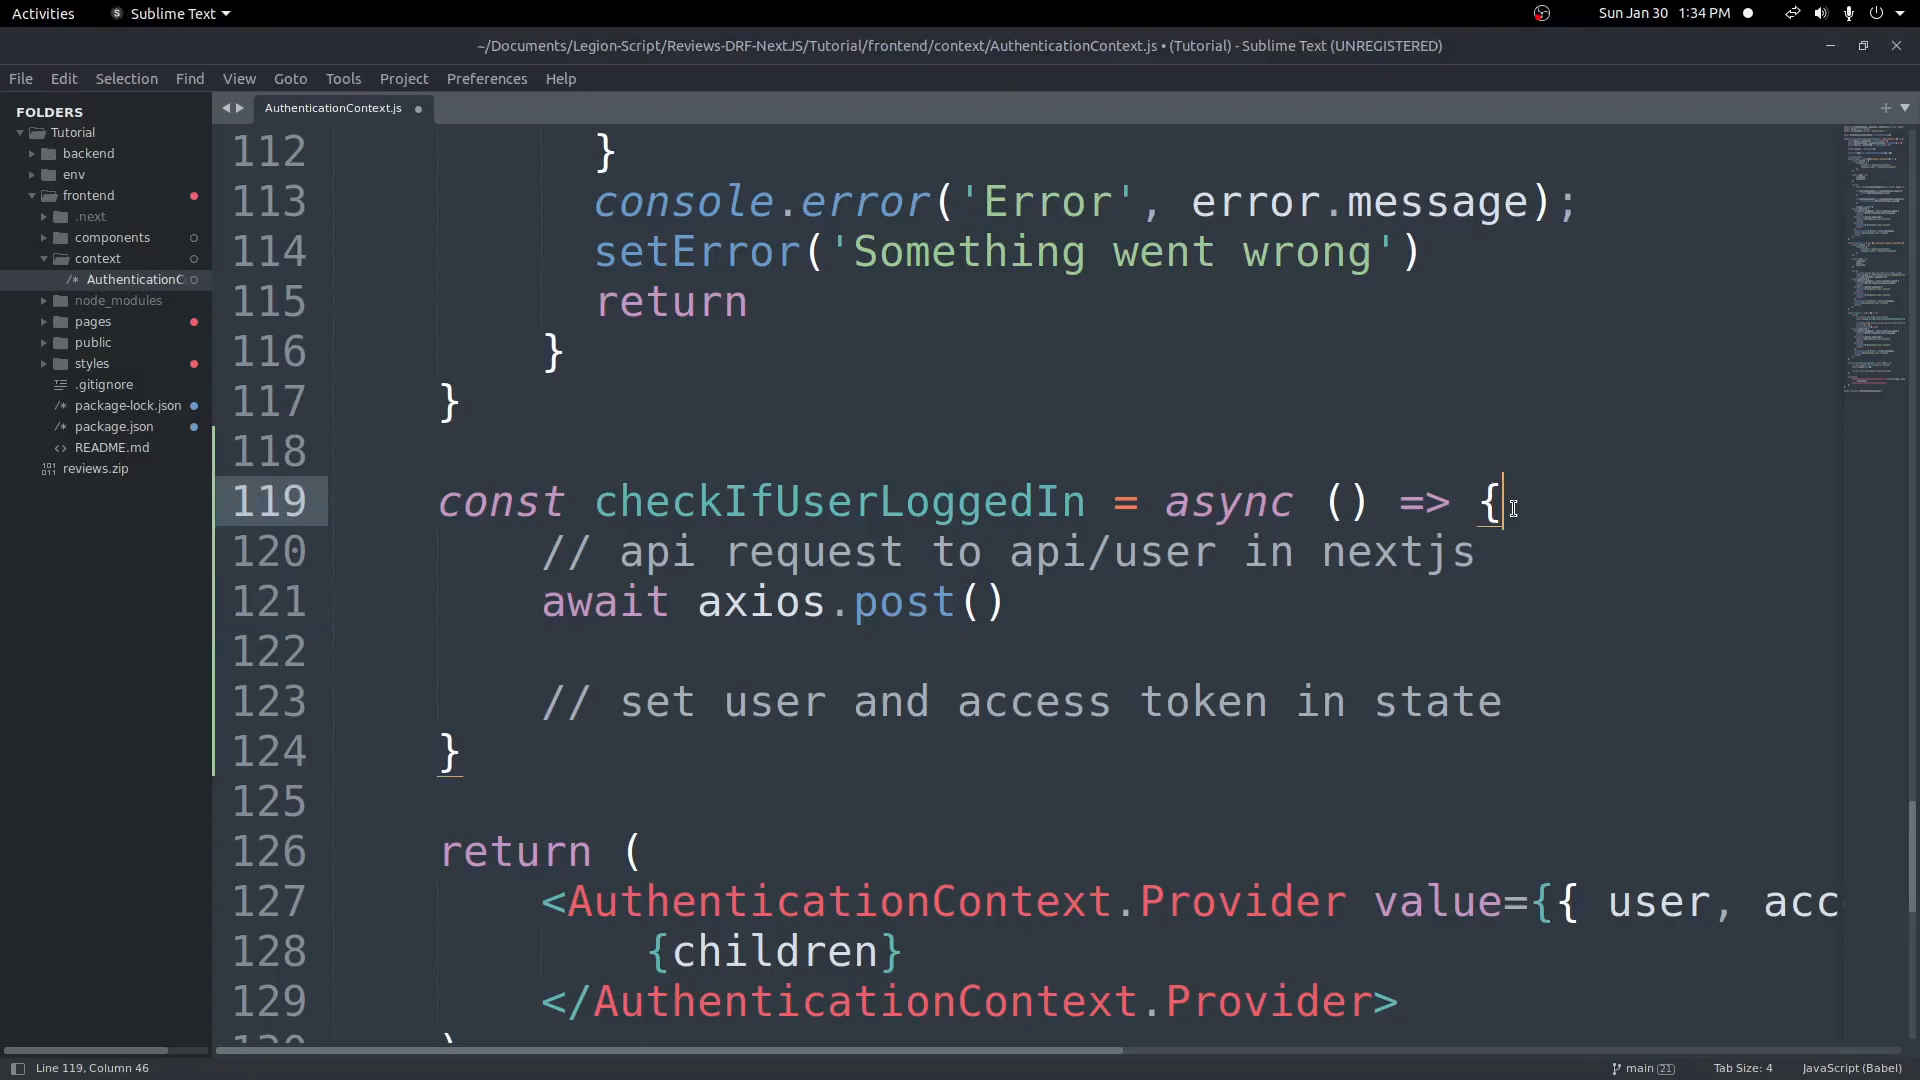 Activities
Sublime Text
Sun Jan 30 1:34 PM
~/Documents/Legion-Script/Reviews-DRF-NextJS/Tutorial/frontend/context/AuthenticationContext.js • (Tutorial) - Sublime Text (UNREGISTERED)
File Edit Selection Find View Goto Tools Project Preferences Help
AuthenticationContext.js
FOLDERS
Tutorial
backend
env
frontend
.next
components
context
/* AuthenticationC
node_modules
pages
public
styles
.gitignore
/* package-lock.json
/* package.json
<> README.md
reviews.zip
112 }
113 console.error('Error', error.message);
114 setError('Something went wrong')
115 return
116 }
117 }
118
119 const checkIfUserLoggedIn = async () => {
120 // api request to api/user in nextjs
121 await axios.post()
122
123 // set user and access token in state
124 }
125
126 return (
127 <AuthenticationContext.Provider value={{ user, acc
128 {children}
129 </AuthenticationContext.Provider>
Line 119, Column 46
main 21
Tab Size: 4
JavaScript (Babel)